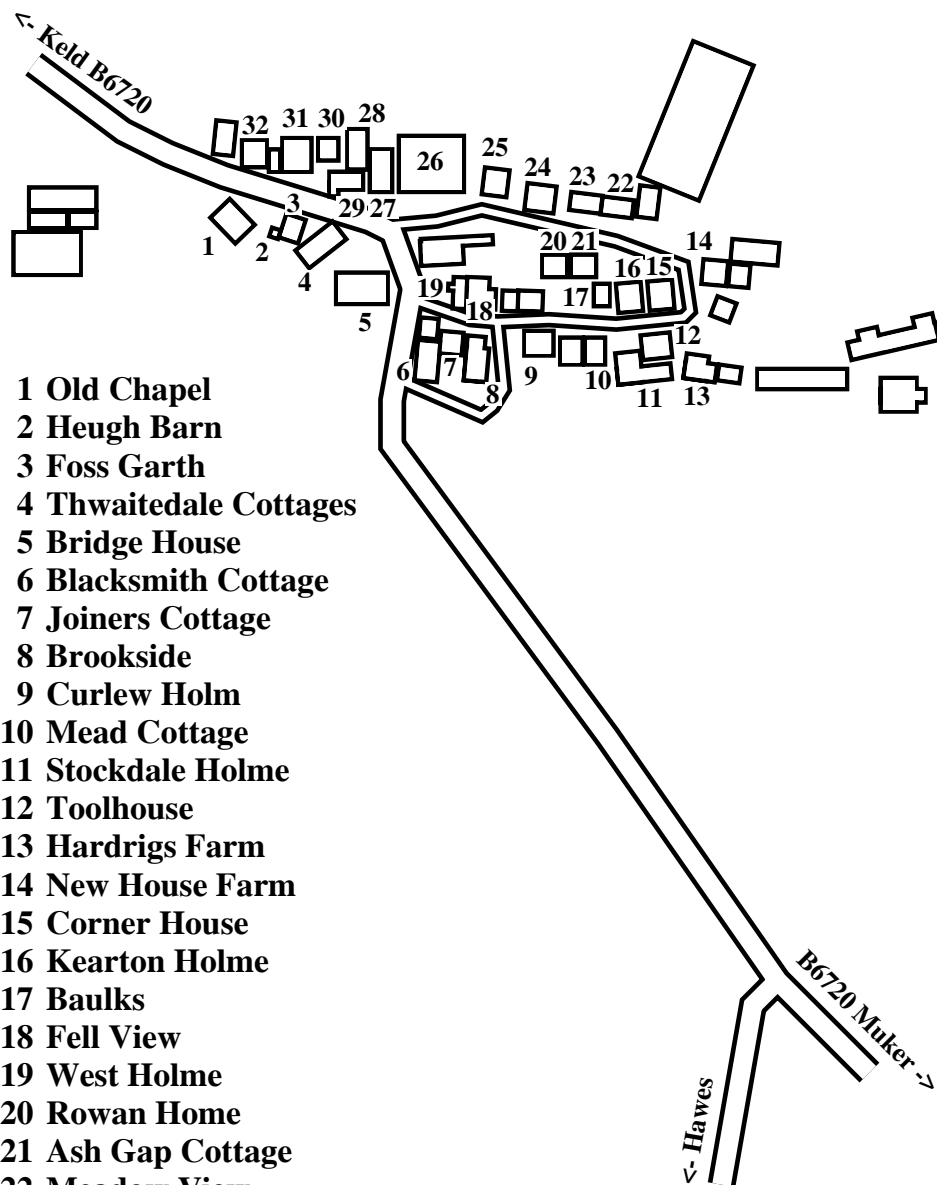 <- Keld B6720
32
31
30
28
26
25
24
23
22
29
27
3
2
1
4
5
20
21
14
19
18
17
16
15
12
6
7
8
9
10
11
13
1 Old Chapel
2 Heugh Barn
3 Foss Garth
4 Thwaitedale Cottages
5 Bridge House
6 Blacksmith Cottage
7 Joiners Cottage
8 Brookside
9 Curlew Holm
10 Mead Cottage
11 Stockdale Holme
12 Toolhouse
13 Hardrigs Farm
14 New House Farm
15 Corner House
16 Kearton Holme
17 Baulks
18 Fell View
19 West Holme
20 Rowan Home
21 Ash Gap Cottage
22 Meadow View
B6720 Muker ->
<- Hawes